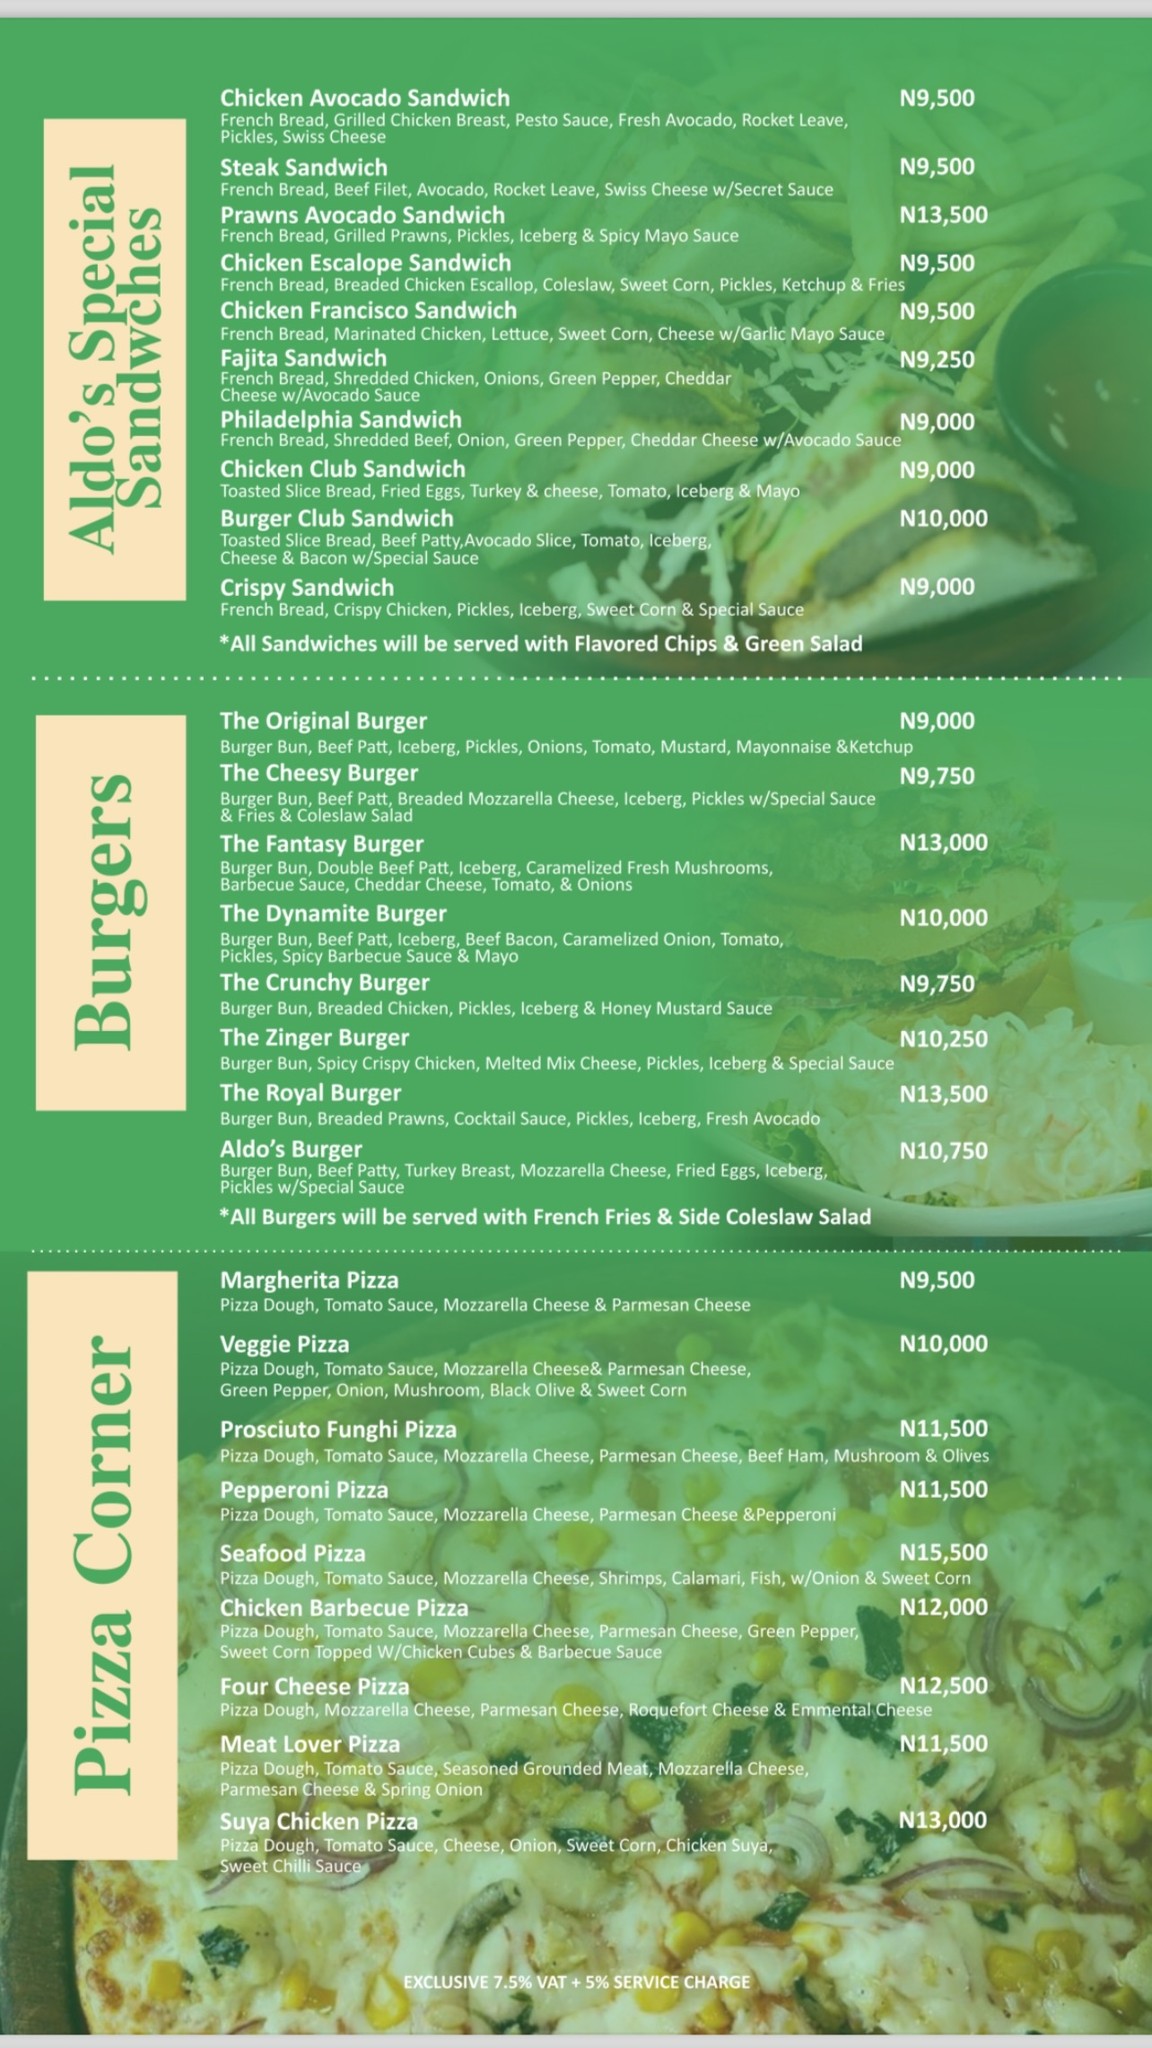 Aldo's Special
Sandwches
Chicken Avocado Sandwich N9,500
French Bread, Grilled Chicken Breast, Pesto Sauce, Fresh Avocado, Rocket Leave,
Pickles, Swiss Cheese
Steak Sandwich N9,500
French Bread, Beef Filet, Avocado, Rocket Leave, Swiss Cheese w/Secret Sauce
Prawns Avocado Sandwich N13,500
French Bread, Grilled Prawns, Pickles, Iceberg & Spicy Mayo Sauce
Chicken Escalope Sandwich N9,500
French Bread, Breaded Chicken Escallop, Coleslaw, Sweet Corn, Pickles, Ketchup & Fries
Chicken Francisco Sandwich N9,500
French Bread, Marinated Chicken, Lettuce, Sweet Corn, Cheese w/Garlic Mayo Sauce
Fajita Sandwich N9,250
French Bread, Shredded Chicken, Onions, Green Pepper, Cheddar
Cheese w/Avocado Sauce
Philadelphia Sandwich N9,000
French Bread, Shredded Beef, Onion, Green Pepper, Cheddar Cheese w/Avocado Sauce
Chicken Club Sandwich N9,000
Toasted Slice Bread, Fried Eggs, Turkey & cheese, Tomato, Iceberg & Mayo
Burger Club Sandwich N10,000
Toasted Slice Bread, Beef Patty,Avocado Slice, Tomato, Iceberg,
Cheese & Bacon w/Special Sauce
Crispy Sandwich N9,000
French Bread, Crispy Chicken, Pickles, Iceberg, Sweet Corn & Special Sauce
*All Sandwiches will be served with Flavored Chips & Green Salad
Burgers
The Original Burger N9,000
Burger Bun, Beef Patt, Iceberg, Pickles, Onions, Tomato, Mustard, Mayonnaise &Ketchup
The Cheesy Burger N9,750
Burger Bun, Beef Patt, Breaded Mozzarella Cheese, Iceberg, Pickles w/Special Sauce
& Fries & Coleslaw Salad
The Fantasy Burger N13,000
Burger Bun, Double Beef Patt, Iceberg, Caramelized Fresh Mushrooms,
Barbecue Sauce, Cheddar Cheese, Tomato, & Onions
The Dynamite Burger N10,000
Burger Bun, Beef Patt, Iceberg, Beef Bacon, Caramelized Onion, Tomato,
Pickles, Spicy Barbecue Sauce & Mayo
The Crunchy Burger N9,750
Burger Bun, Breaded Chicken, Pickles, Iceberg & Honey Mustard Sauce
The Zinger Burger N10,250
Burger Bun, Spicy Crispy Chicken, Melted Mix Cheese, Pickles, Iceberg & Special Sauce
The Royal Burger N13,500
Burger Bun, Breaded Prawns, Cocktail Sauce, Pickles, Iceberg, Fresh Avocado
Aldo's Burger N10,750
Burger Bun, Beef Patty, Turkey Breast, Mozzarella Cheese, Fried Eggs, Iceberg,
Pickles w/Special Sauce
*All Burgers will be served with French Fries & Side Coleslaw Salad
Pizza Corner
Margherita Pizza N9,500
Pizza Dough, Tomato Sauce, Mozzarella Cheese & Parmesan Cheese
Veggie Pizza N10,000
Pizza Dough, Tomato Sauce, Mozzarella Cheese& Parmesan Cheese,
Green Pepper, Onion, Mushroom, Black Olive & Sweet Corn
Prosciuto Funghi Pizza N11,500
Pizza Dough, Tomato Sauce, Mozzarella Cheese, Parmesan Cheese, Beef Ham, Mushroom & Olives
Pepperoni Pizza N11,500
Pizza Dough, Tomato Sauce, Mozzarella Cheese, Parmesan Cheese &Pepperoni
Seafood Pizza N15,500
Pizza Dough, Tomato Sauce, Mozzarella Cheese, Shrimps, Calamari, Fish, w/Onion & Sweet Corn
Chicken Barbecue Pizza N12,000
Pizza Dough, Tomato Sauce, Mozzarella Cheese, Parmesan Cheese, Green Pepper,
Sweet Corn Topped W/Chicken Cubes & Barbecue Sauce
Four Cheese Pizza N12,500
Pizza Dough, Mozzarella Cheese, Parmesan Cheese, Roquefort Cheese & Emmental Cheese
Meat Lover Pizza N11,500
Pizza Dough, Tomato Sauce, Seasoned Grounded Meat, Mozzarella Cheese,
Parmesan Cheese & Spring Onion
Suya Chicken Pizza N13,000
Pizza Dough, Tomato Sauce, Cheese, Onion, Sweet Corn, Chicken Suya,
Sweet Chilli Sauce
EXCLUSIVE 7.5% VAT + 5% SERVICE CHARGE